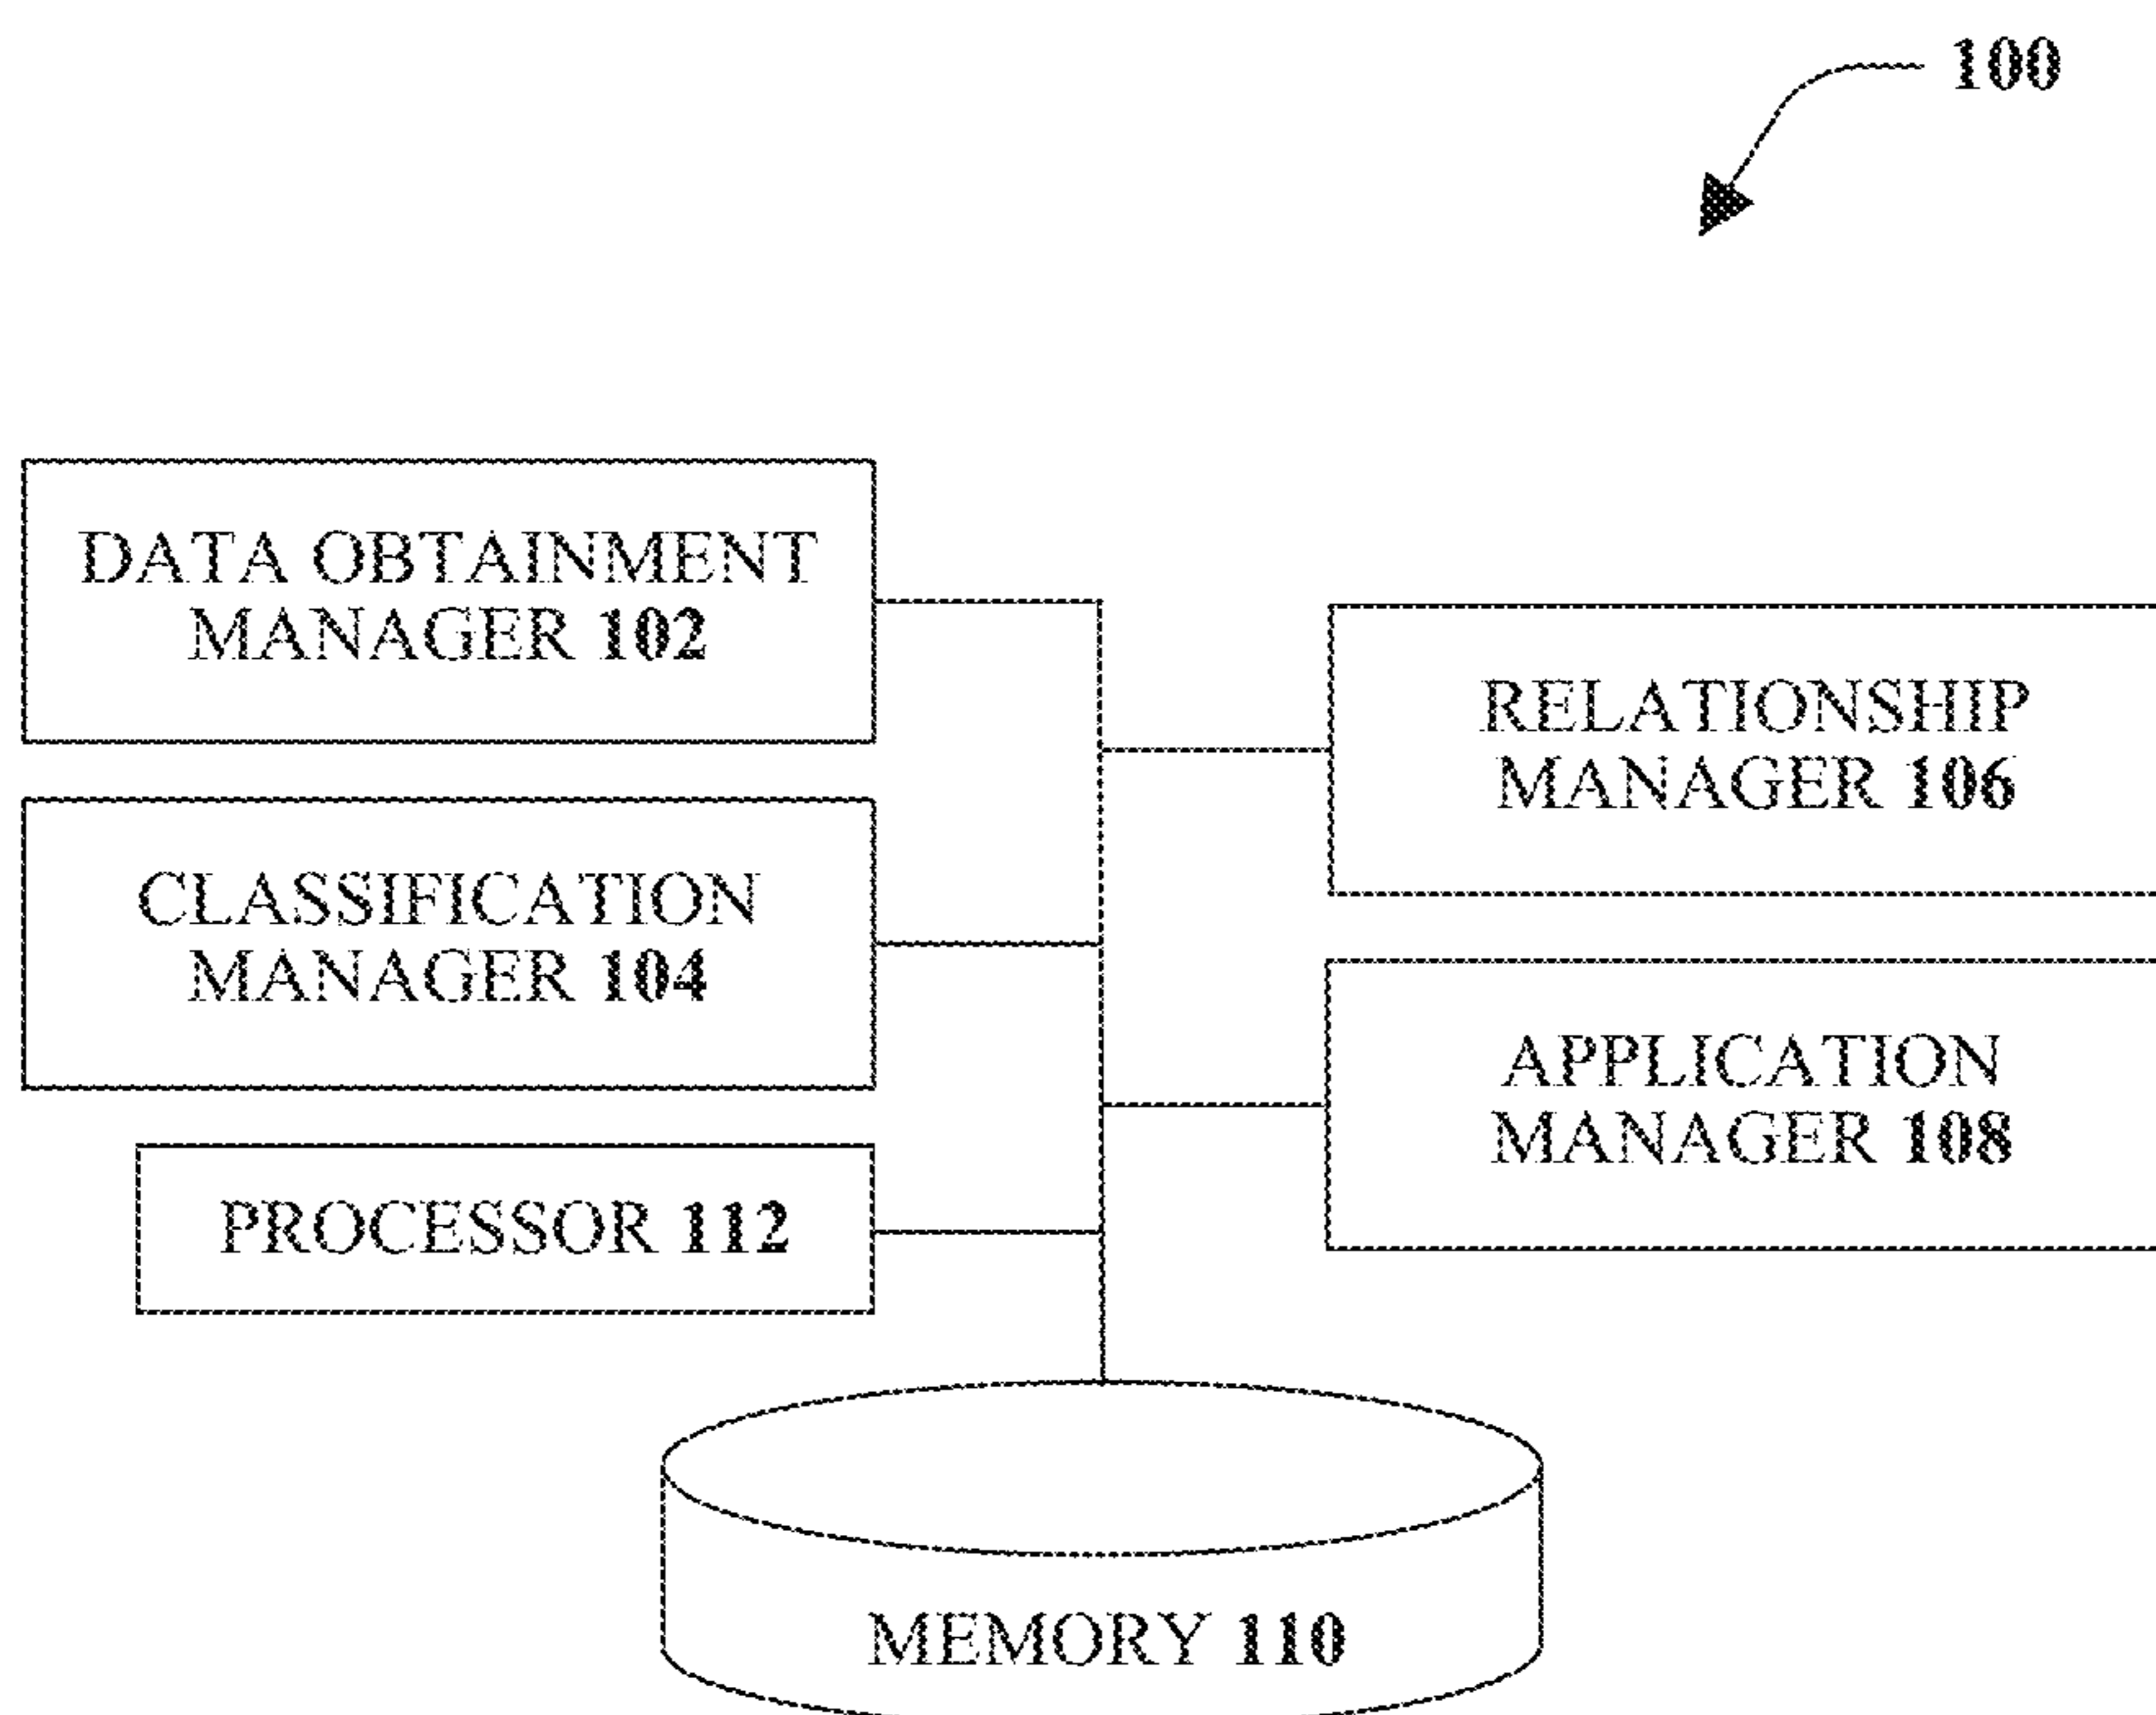 100
DATA OBTAINMENT
MANAGER 102
RELATIONSHIP
MANAGER 106
CLASSIFICATION
MANAGER 104
APPLICATION
MANAGER 108
PROCESSOR 112
MEMORY 110